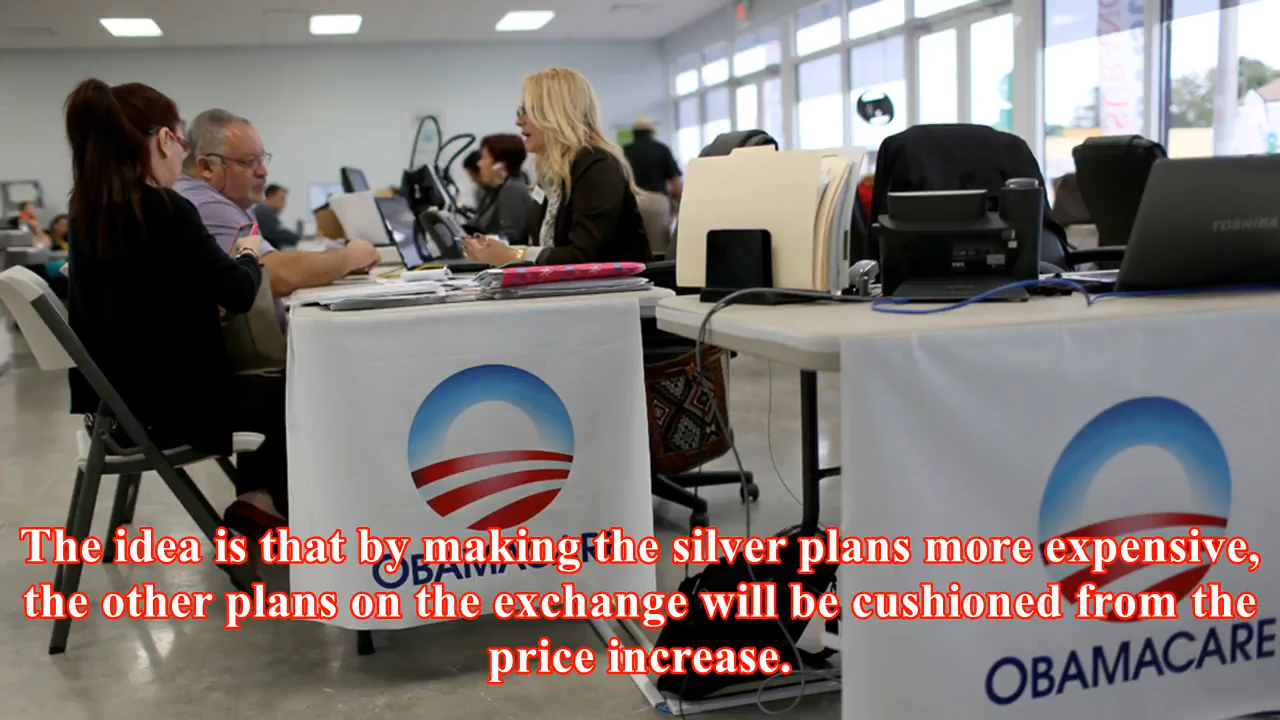 TOSHIBA
The idea is that by making the silver plans more expensive,
the other plans on the exchange will be cushioned from the
price increase.
OBAMACARE
OBAMACARE